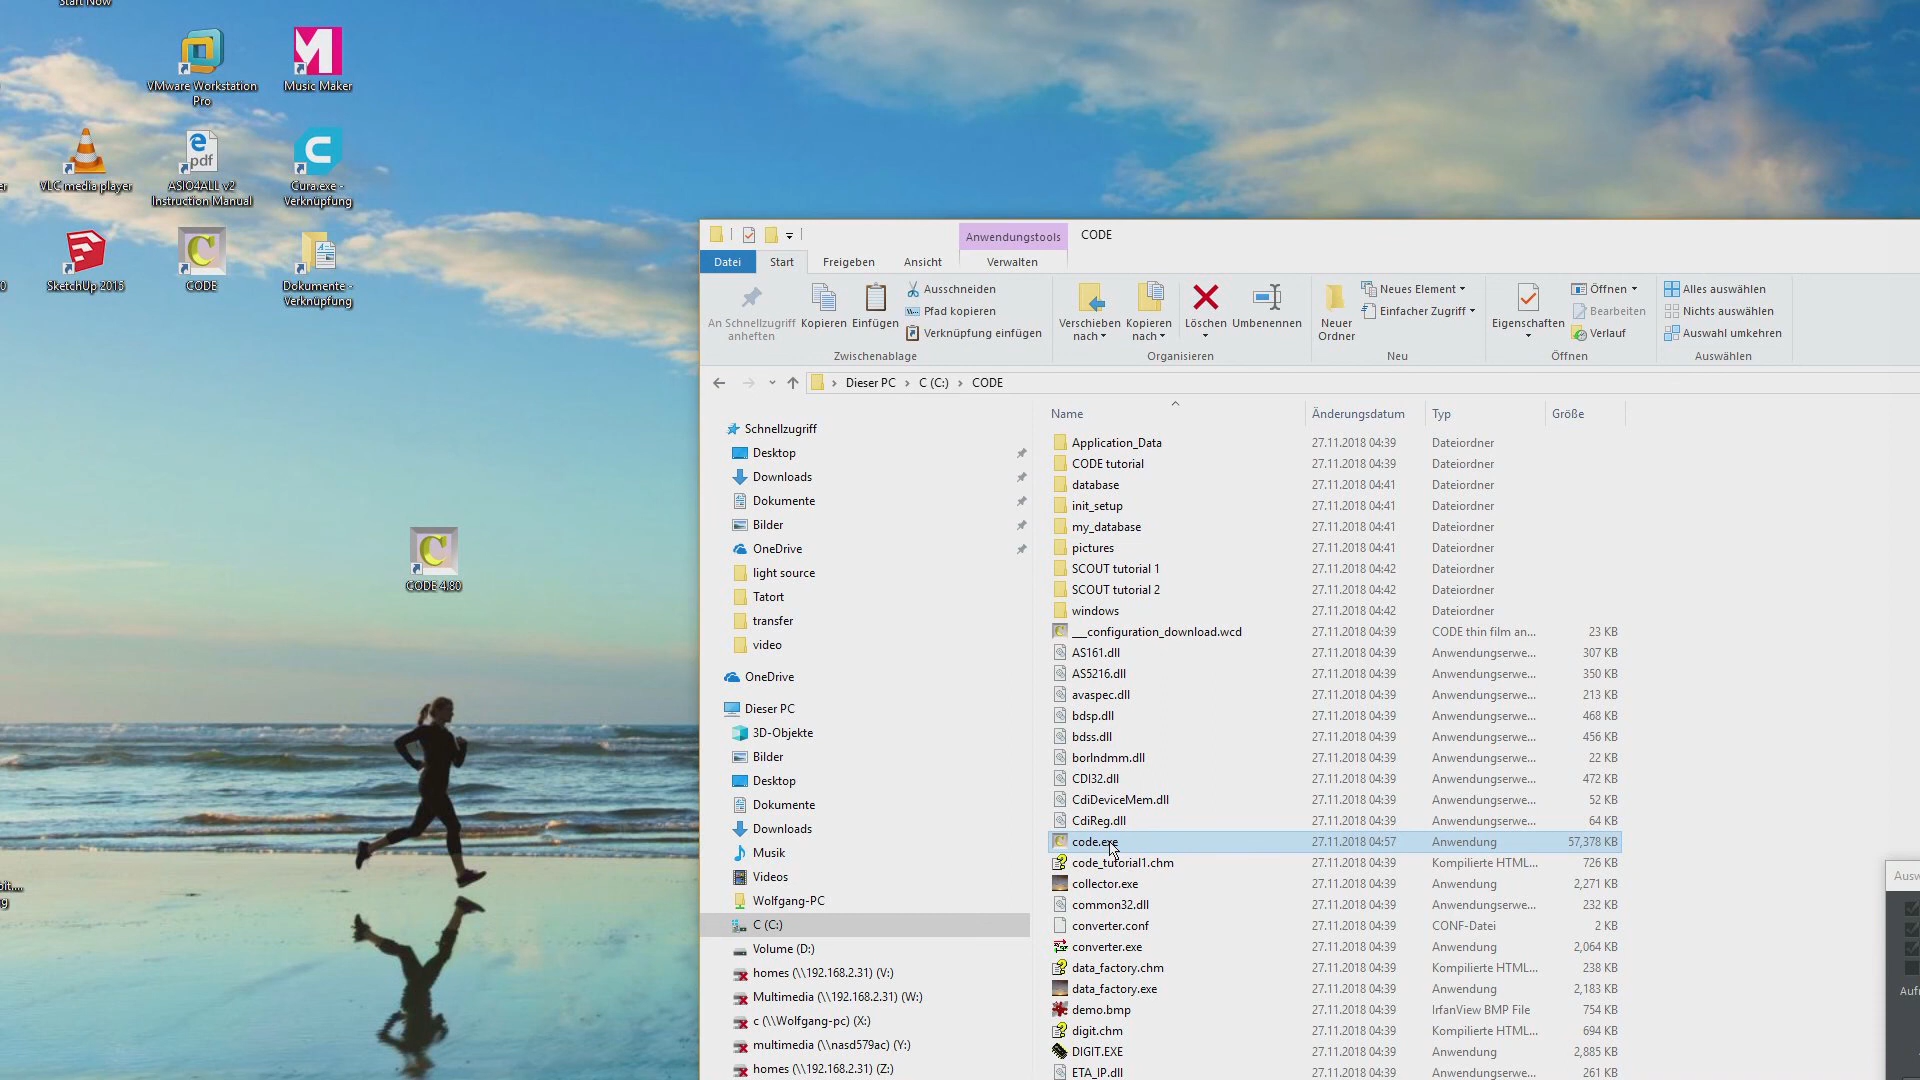 Start Now
VMware Workstation
Pro
Music Maker
VLC media player
pdf
ASIO4ALL v2
Instruction Manual
Cura.exe -
Verknüpfung
SketchUp 2015
CODE
Dokumente -
Verknüpfung
CODE 4.80
Anwendungstools
CODE
Datei
Start
Freigeben
Ansicht
Verwalten
An Schnellzugriff
anheften
Kopieren
Einfügen
Ausschneiden
Pfad kopieren
Verknüpfung einfügen
Zwischenablage
Verschieben
nach
Kopieren
nach
Löschen
Umbenennen
Organisieren
Neuer
Ordner
Neues Element
Einfacher Zugriff
Neu
Eigenschaften
Öffnen
Bearbeiten
Verlauf
Öffnen
Alles auswählen
Nichts auswählen
Auswahl umkehren
Auswählen
Dieser PC > C (C:) > CODE
Schnellzugriff
Desktop
Downloads
Dokumente
Bilder
OneDrive
light source
Tatort
transfer
video
OneDrive
Dieser PC
3D-Objekte
Bilder
Desktop
Dokumente
Downloads
Musik
Videos
Wolfgang-PC
C (C:)
Volume (D:)
homes (\\192.168.2.31) (V:)
Multimedia (\\192.168.2.31) (W:)
c (\\Wolfgang-pc) (X:)
multimedia (\\nasd579ac) (Y:)
homes (\\192.168.2.31) (Z:)
Name Änderungsdatum Typ Größe
Application_Data 27.11.2018 04:39 Dateiordner
CODE tutorial 27.11.2018 04:39 Dateiordner
database 27.11.2018 04:41 Dateiordner
init_setup 27.11.2018 04:41 Dateiordner
my_database 27.11.2018 04:41 Dateiordner
pictures 27.11.2018 04:41 Dateiordner
SCOUT tutorial 1 27.11.2018 04:42 Dateiordner
SCOUT tutorial 2 27.11.2018 04:42 Dateiordner
windows 27.11.2018 04:42 Dateiordner
___configuration_download.wcd 27.11.2018 04:39 CODE thin film an... 23 KB
AS161.dll 27.11.2018 04:39 Anwendungserwe... 307 KB
AS5216.dll 27.11.2018 04:39 Anwendungserwe... 350 KB
avaspec.dll 27.11.2018 04:39 Anwendungserwe... 213 KB
bdsp.dll 27.11.2018 04:39 Anwendungserwe... 468 KB
bdss.dll 27.11.2018 04:39 Anwendungserwe... 456 KB
borlndmm.dll 27.11.2018 04:39 Anwendungserwe... 22 KB
CDI32.dll 27.11.2018 04:39 Anwendungserwe... 472 KB
CdiDeviceMem.dll 27.11.2018 04:39 Anwendungserwe... 52 KB
CdiReg.dll 27.11.2018 04:39 Anwendungserwe... 64 KB
code.exe 27.11.2018 04:57 Anwendung 57,378 KB
code_tutorial1.chm 27.11.2018 04:39 Kompilierte HTML... 726 KB
collector.exe 27.11.2018 04:39 Anwendung 2,271 KB
common32.dll 27.11.2018 04:39 Anwendungserwe... 232 KB
converter.conf 27.11.2018 04:39 CONF-Datei 2 KB
converter.exe 27.11.2018 04:39 Anwendung 2,064 KB
data_factory.chm 27.11.2018 04:39 Kompilierte HTML... 238 KB
data_factory.exe 27.11.2018 04:39 Anwendung 2,183 KB
demo.bmp 27.11.2018 04:39 IrfanView BMP File 754 KB
digit.chm 27.11.2018 04:39 Kompilierte HTML... 694 KB
DIGIT.EXE 27.11.2018 04:39 Anwendung 2,885 KB
ETA_IP.dll 27.11.2018 04:39 Anwendungserwe... 261 KB